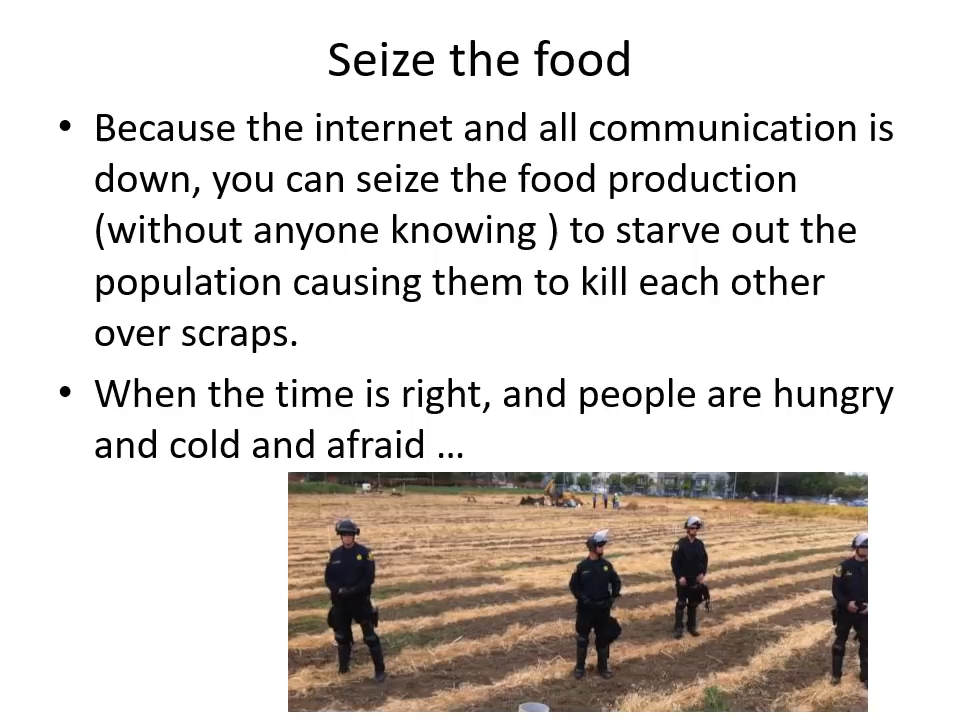 Seize the food
• Because the internet and all communication is
down, you can seize the food production
(without anyone knowing ) to starve out the
population causing them to kill each other
over scraps.
• When the time is right, and people are hungry
and cold and afraid …